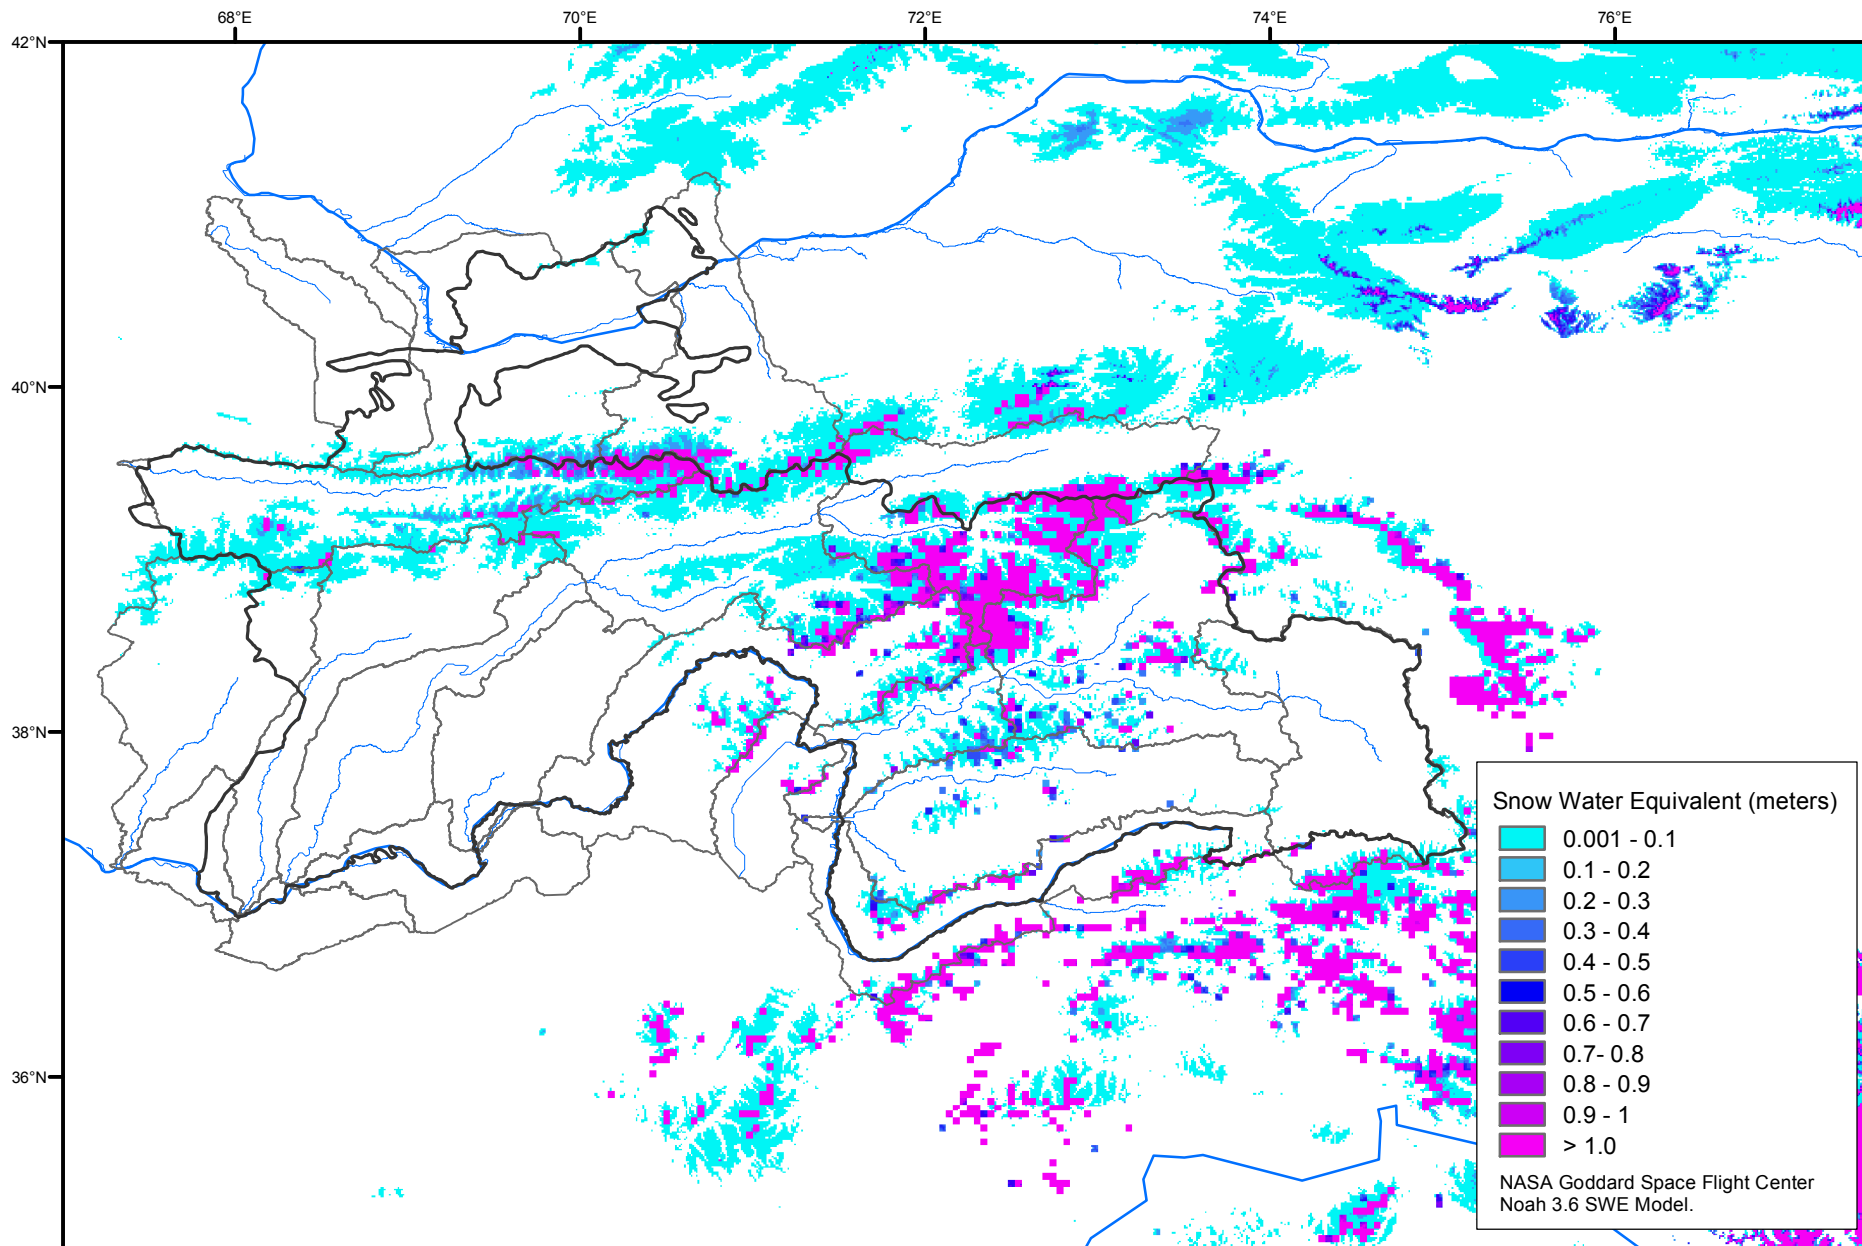 68°E 70°E 72°E 74°E 76°E
42°N
40°N
38°N
36°N
Snow Water Equivalent (meters)
0.001 - 0.1
0.1 - 0.2
0.2 - 0.3
0.3 - 0.4
0.4 - 0.5
0.5 - 0.6
0.6 - 0.7
0.7- 0.8
0.8 - 0.9
0.9 - 1
> 1.0
NASA Goddard Space Flight Center
Noah 3.6 SWE Model.